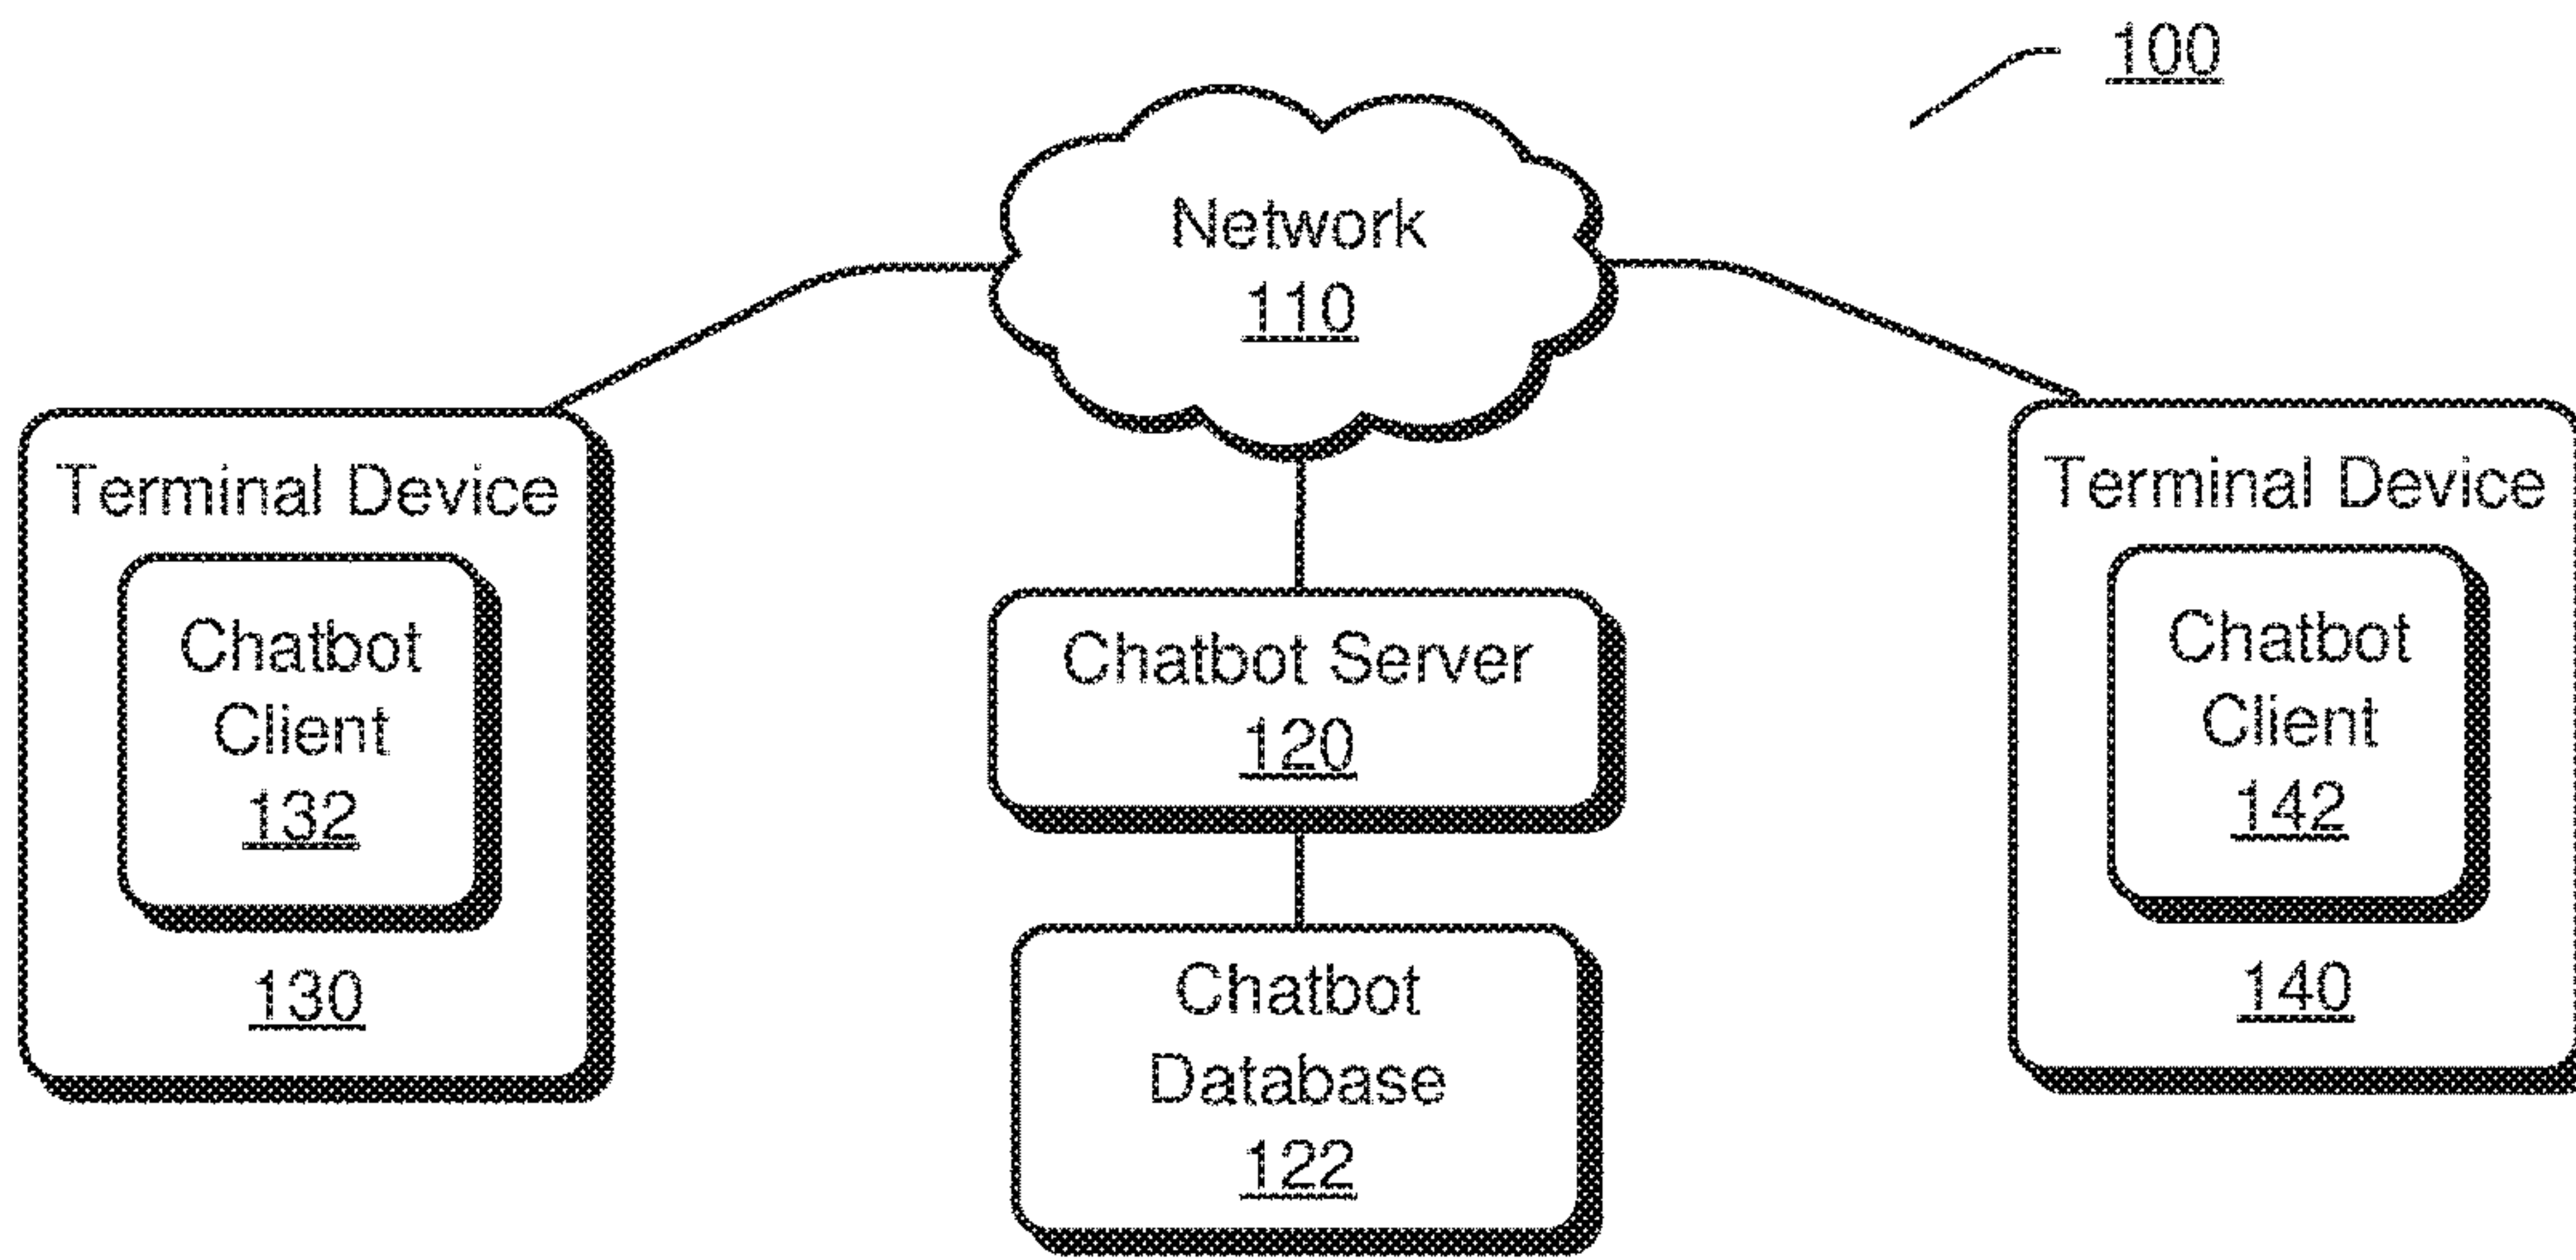 100
Network
110
Terminal Device
Chatbot
Client
132
130
Chatbot Server
120
Chatbot
Database
122
Terminal Device
Chatbot
Client
142
140